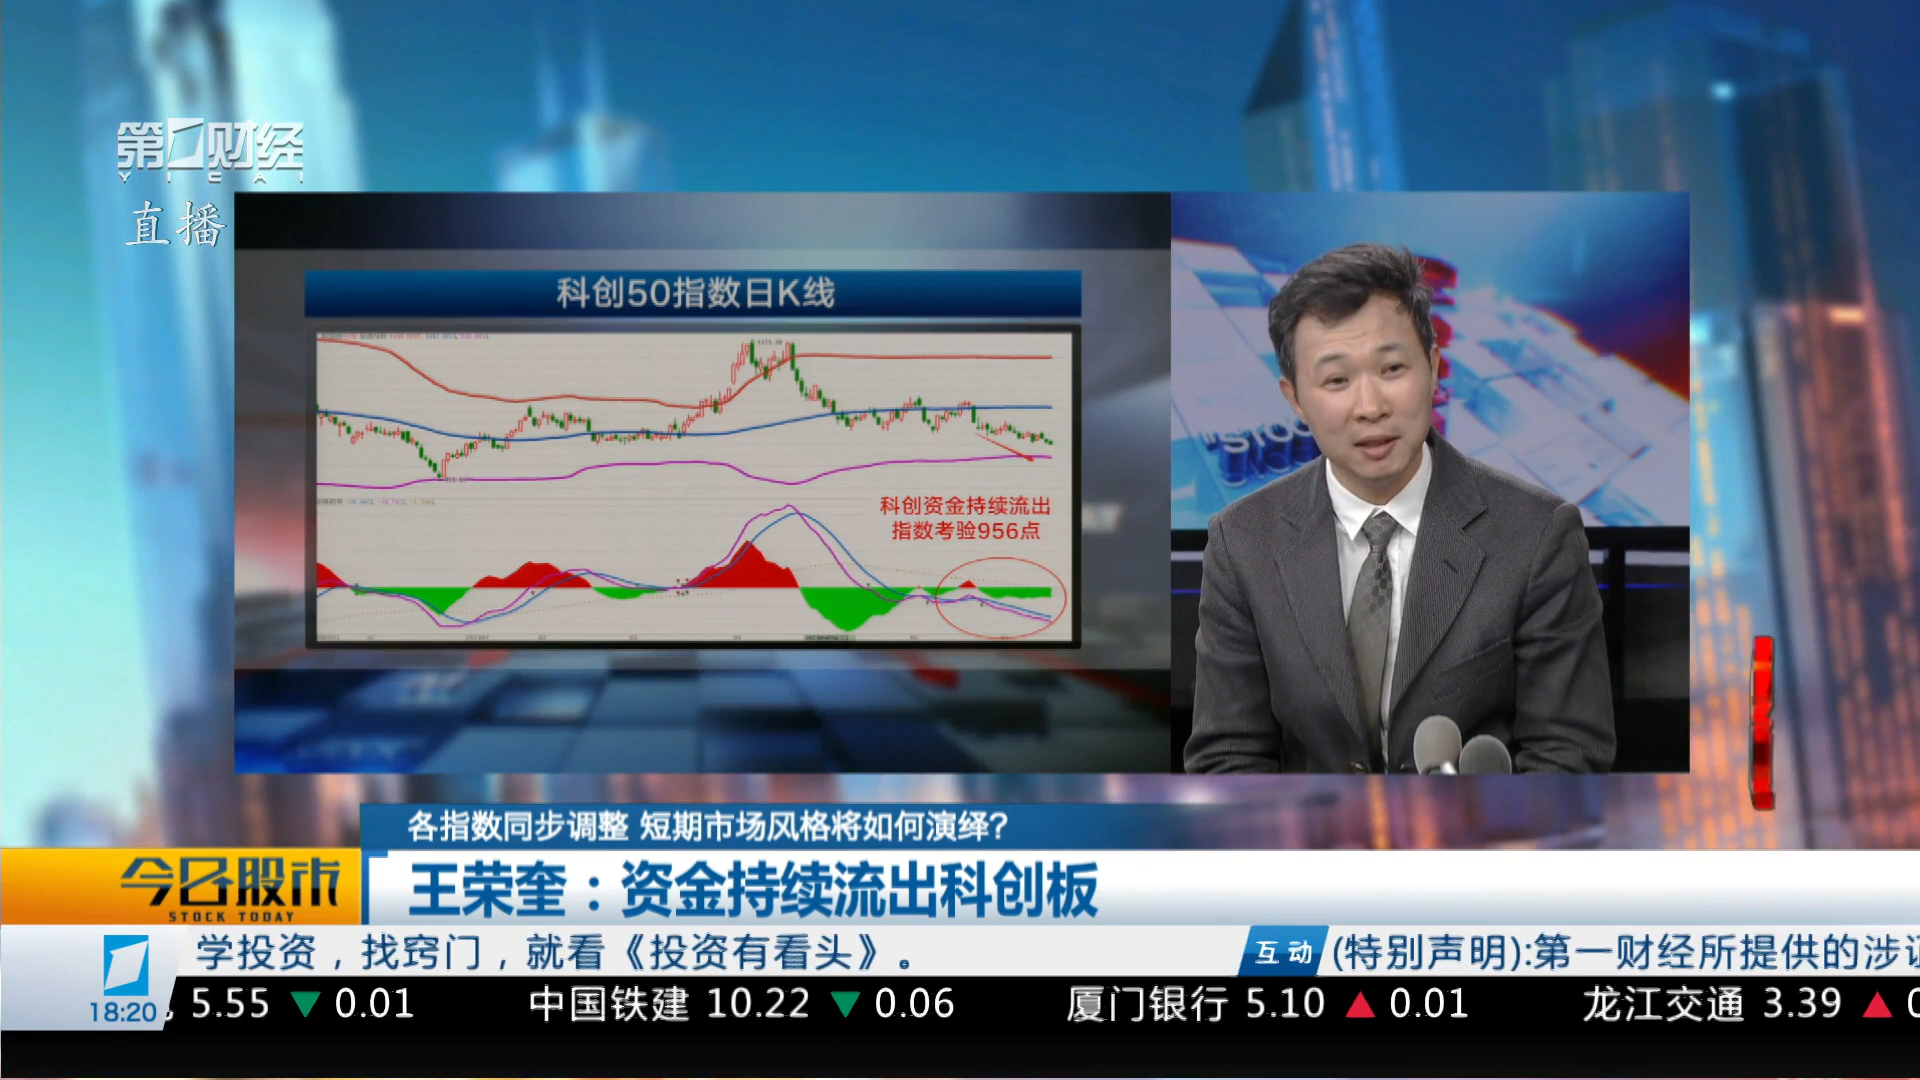 第一财经
YICAI
直播
科创50指数日K线
科创资金持续流出
指数考验956点
各指数同步调整 短期市场风格将如何演绎?
今日股市
STOCK TODAY
王荣奎：资金持续流出科创板
学投资，找窍门，就看《投资有看头》。
互动
(特别声明):第一财经所提供的涉
18:20
5.55 ▼ 0.01 中国铁建 10.22 ▼ 0.06 厦门银行 5.10 ▲ 0.01 龙江交通 3.39 ▲